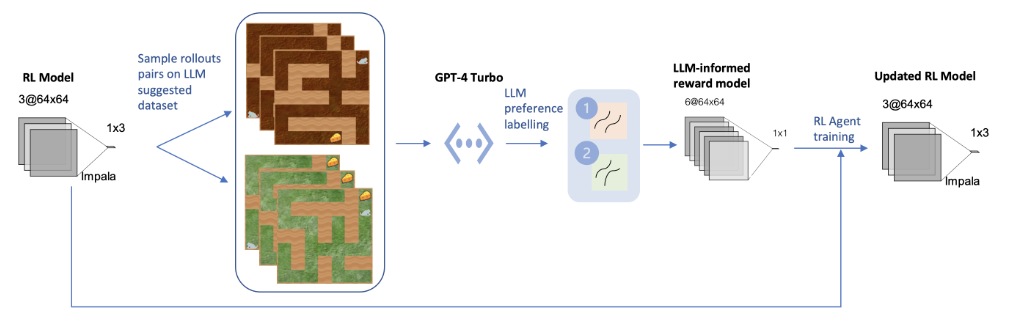 RL Model
3@64x64
1x3
Impala
Sample rollouts
pairs on LLM
suggested
dataset
GPT-4 Turbo
LLM
preference
labelling
1
2
LLM-informed
reward model
6@64x64
1x1
RL Agent
training
Updated RL Model
3@64x64
1x3
Impala